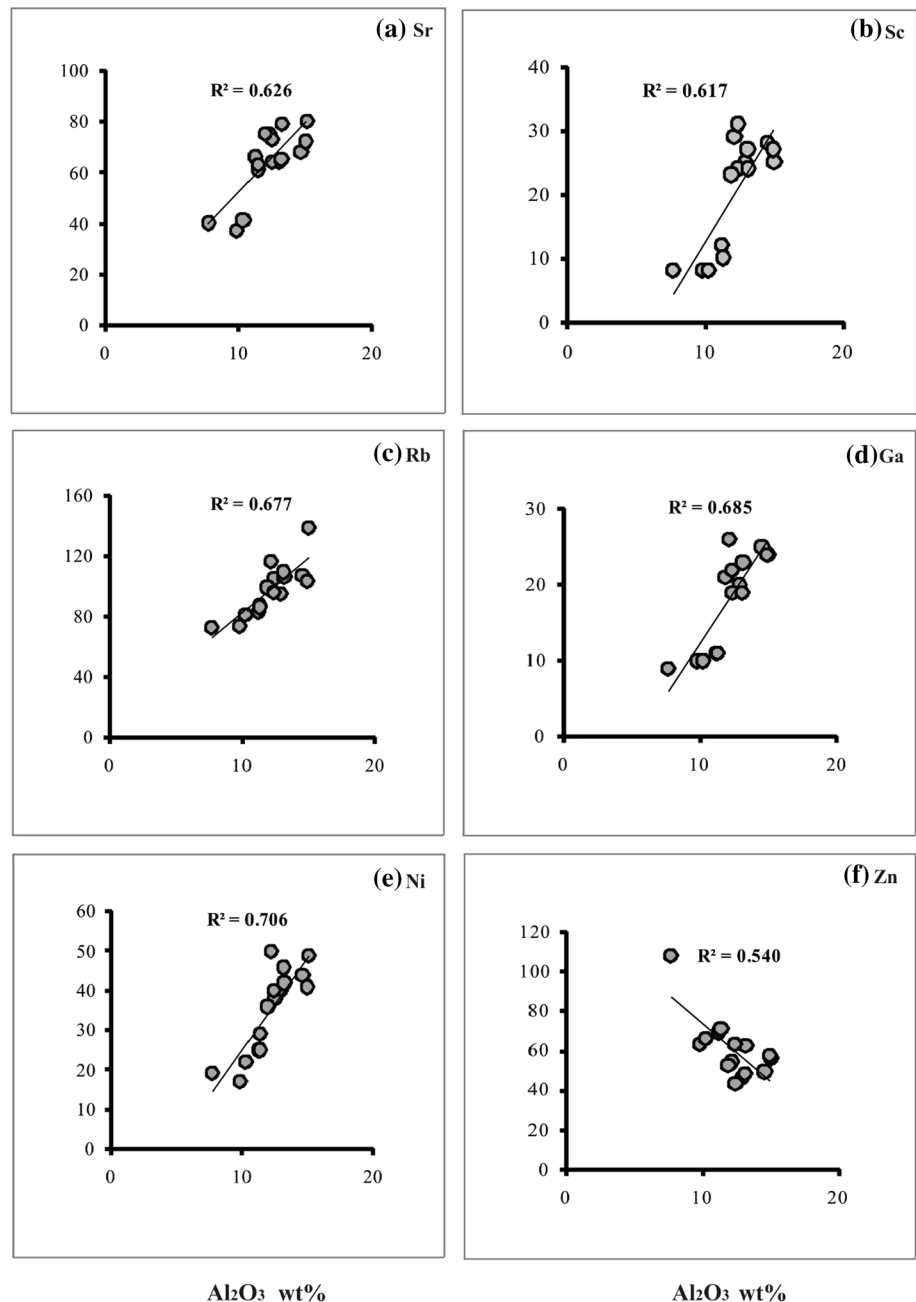 (a) Sr
R² = 0.626
100
80
60
40
20
0
0 10 20
(b) Sc
R² = 0.617
40
30
20
10
0
0 10 20
(c) Rb
R² = 0.677
160
120
80
40
0
0 10 20
(d) Ga
R² = 0.685
30
20
10
0
0 10 20
(e) Ni
R² = 0.706
60
50
40
30
20
10
0
0 10 20
(f) Zn
R² = 0.540
120
100
80
60
40
20
0
0 10 20
Al₂O₃ wt%
Al₂O₃ wt%